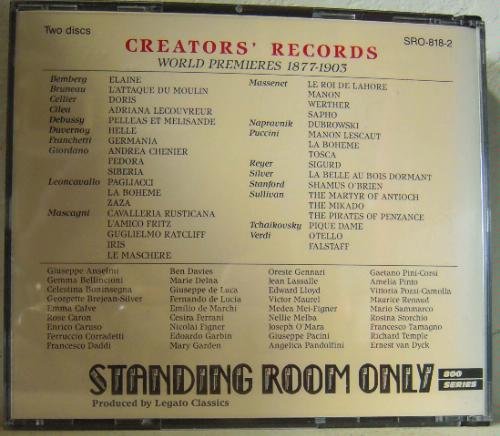 Two discs
SRO-818-2
CREATORS' RECORDS
WORLD PREMIERES 1877-1903
Bemberg ELAINE
Bruneau L'ATTAQUE DU MOULIN
Cellier DORIS
Cilea ADRIANA LECOUVREUR
Debussy PELLEAS ET MELISANDE
Duvernoy HELLE
Franchetti GERMANIA
Giordano ANDREA CHENIER
FEDORA
SIBERIA
Leoncavallo PAGLIACCI
LA BOHEME
ZAZA
Mascagni CAVALLERIA RUSTICANA
L'AMICO FRITZ
GUGLIELMO RATCLIFF
IRIS
LE MASCHERE
Massenet LE ROI DE LAHORE
MANON
WERTHER
SAPHO
Napravnik DUBROWSKI
Puccini MANON LESCAUT
LA BOHEME
TOSCA
Reyer SIGURD
Silver LA BELLE AU BOIS DORMANT
Stanford SHAMUS O'BRIEN
Sullivan THE MARTYR OF ANTIOCH
THE MIKADO
THE PIRATES OF PENZANCE
Tchaikovsky PIQUE DAME
Verdi OTELLO
FALSTAFF
Giuseppe Anselmi
Gemma Bellincioni
Celestina Boninsegna
Georgette Brejean-Silver
Emma Calve
Rose Caron
Enrico Caruso
Ferruccio Corradetti
Francesco Daddi
Ben Davies
Marie Delna
Giuseppe de Luca
Fernando de Lucia
Emilio de Marchi
Cesira Ferrani
Nicolai Figner
Edoardo Garbin
Mary Garden
Oreste Gennari
Jean Lassalle
Edward Lloyd
Victor Maurel
Medea Mei-Figner
Nellie Melba
Joseph O'Mara
Giuseppe Pacini
Angelica Pandolfini
Gaetano Pini-Corsi
Amelia Pinto
Vittoria Pozzi-Camolla
Maurice Renaud
Mario Sammarco
Rosina Storchio
Francesco Tamagno
Richard Temple
Ernest van Dyck
STANDING ROOM ONLY
800
SERIES
Produced by Legato Classics